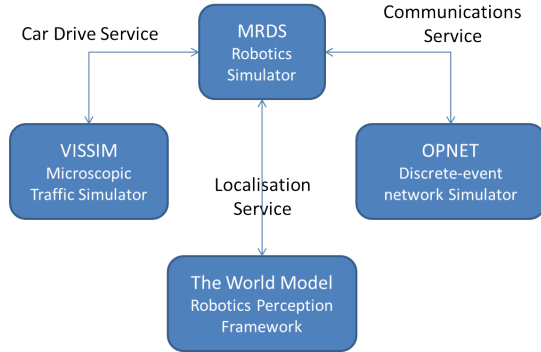 Communications
Service
Car Drive Service
MRDS
Robotics
Simulator
VISSIM
Microscopic
Traffic Simulator
OPNET
Discrete-event
network Simulator
Localisation
Service
The World Model
Robotics Perception
Framework